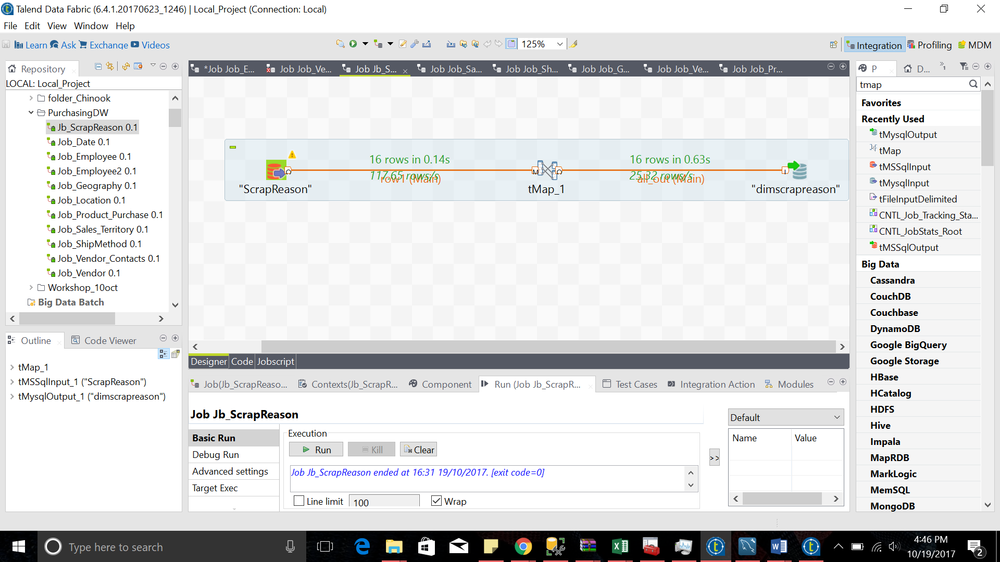 Talend Data Fabric (6.4.1.20170623_1246) | Local_Project (Connection: Local)
File Edit View Window Help
Learn Ask Exchange Videos
125%
Integration Profiling MDM
Repository
LOCAL: Local_Project
folder_Chinook
PurchasingDW
Jb_ScrapReason 0.1
Job_Date 0.1
Job_Employee 0.1
Job_Employee2 0.1
Job_Geography 0.1
Job_Location 0.1
Job_Product_Purchase 0.1
Job_Sales_Territory 0.1
Job_ShipMethod 0.1
Job_Vendor_Contacts 0.1
Job_Vendor 0.1
Workshop_10oct
Big Data Batch
Outline
Code Viewer
tMap_1
tMSSqlInput_1 ("ScrapReason")
tMysqlOutput_1 ("dimscrapreason")
*Job Job_E...
Job Job_Ve...
Job Jb_S...
Job Job_Sa...
Job Job_Sh...
Job Job_G...
Job Job_Ve...
Job Job_Pr...
16 rows in 0.14s
117.65 rows/s
row1 (Main)
16 rows in 0.63s
25.32 rows/s
all_out (Main)
O
M
O
I
"ScrapReason"
tMap_1
"dimscrapreason"
Designer
Code
Jobscript
Job(Jb_ScrapReaso...
Contexts(Jb_ScrapR...
Component
Run (Job Jb_ScrapR...
Test Cases
Integration Action
Modules
Job Jb_ScrapReason
Basic Run
Debug Run
Advanced settings
Target Exec
Execution
Run
Kill
Clear
Job Jb_ScrapReason ended at 16:31 19/10/2017. [exit code=0]
Line limit
100
Wrap
>>
Default
Name
Value
P
D...
»1
tmap
Favorites
Recently Used
tMysqlOutput
tMap
tMSSqlInput
tMysqlInput
tFileInputDelimited
CNTL_Job_Tracking_Sta...
CNTL_JobStats_Root
tMSSqlOutput
Big Data
Cassandra
CouchDB
Couchbase
DynamoDB
Google BigQuery
Google Storage
HBase
HCatalog
HDFS
Hive
Impala
MapRDB
MarkLogic
MemSQL
MongoDB
Type here to search
4:46 PM
10/19/2017
2